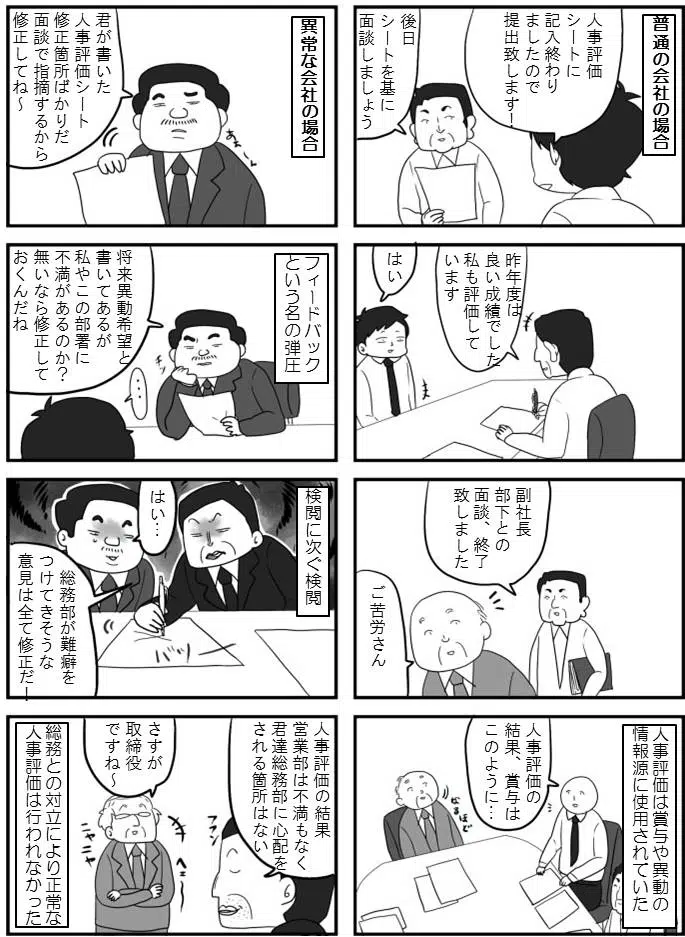 普通の会社の場合
人事評価
シートに
記入終わり
ましたので
提出致します!
後日
シートを基に
面談しましょう
昨年度は
良い成績でした
私も評価して
います
はい
副社長
部下との
面談、終了
致しました
ご苦労さん
人事評価は賞与や異動の
情報源に使用されていた
人事評価の
結果、賞与は
このように…
なるほど
異常な会社の場合
君が書いた
人事評価シート
修正箇所ばかりだ
面談で指摘するから
修正してね~
あぁ~ん
フィードバック
という名の弾圧
将来異動希望と
書いてあるが
私やこの部署に
不満があるのか?
無いなら修正して
おくんだね
…
検閲に次ぐ検閲
はい…
総務部が難癖を
つけてきそうな
意見は全て修正だ!
人事評価の結果
営業部は不満もなく
君達総務部に心配を
される箇所はない
フフン
さすが
取締役
ですね~
ヘェ~
ニャニャ
総務との対立により正常な
人事評価は行われなかった